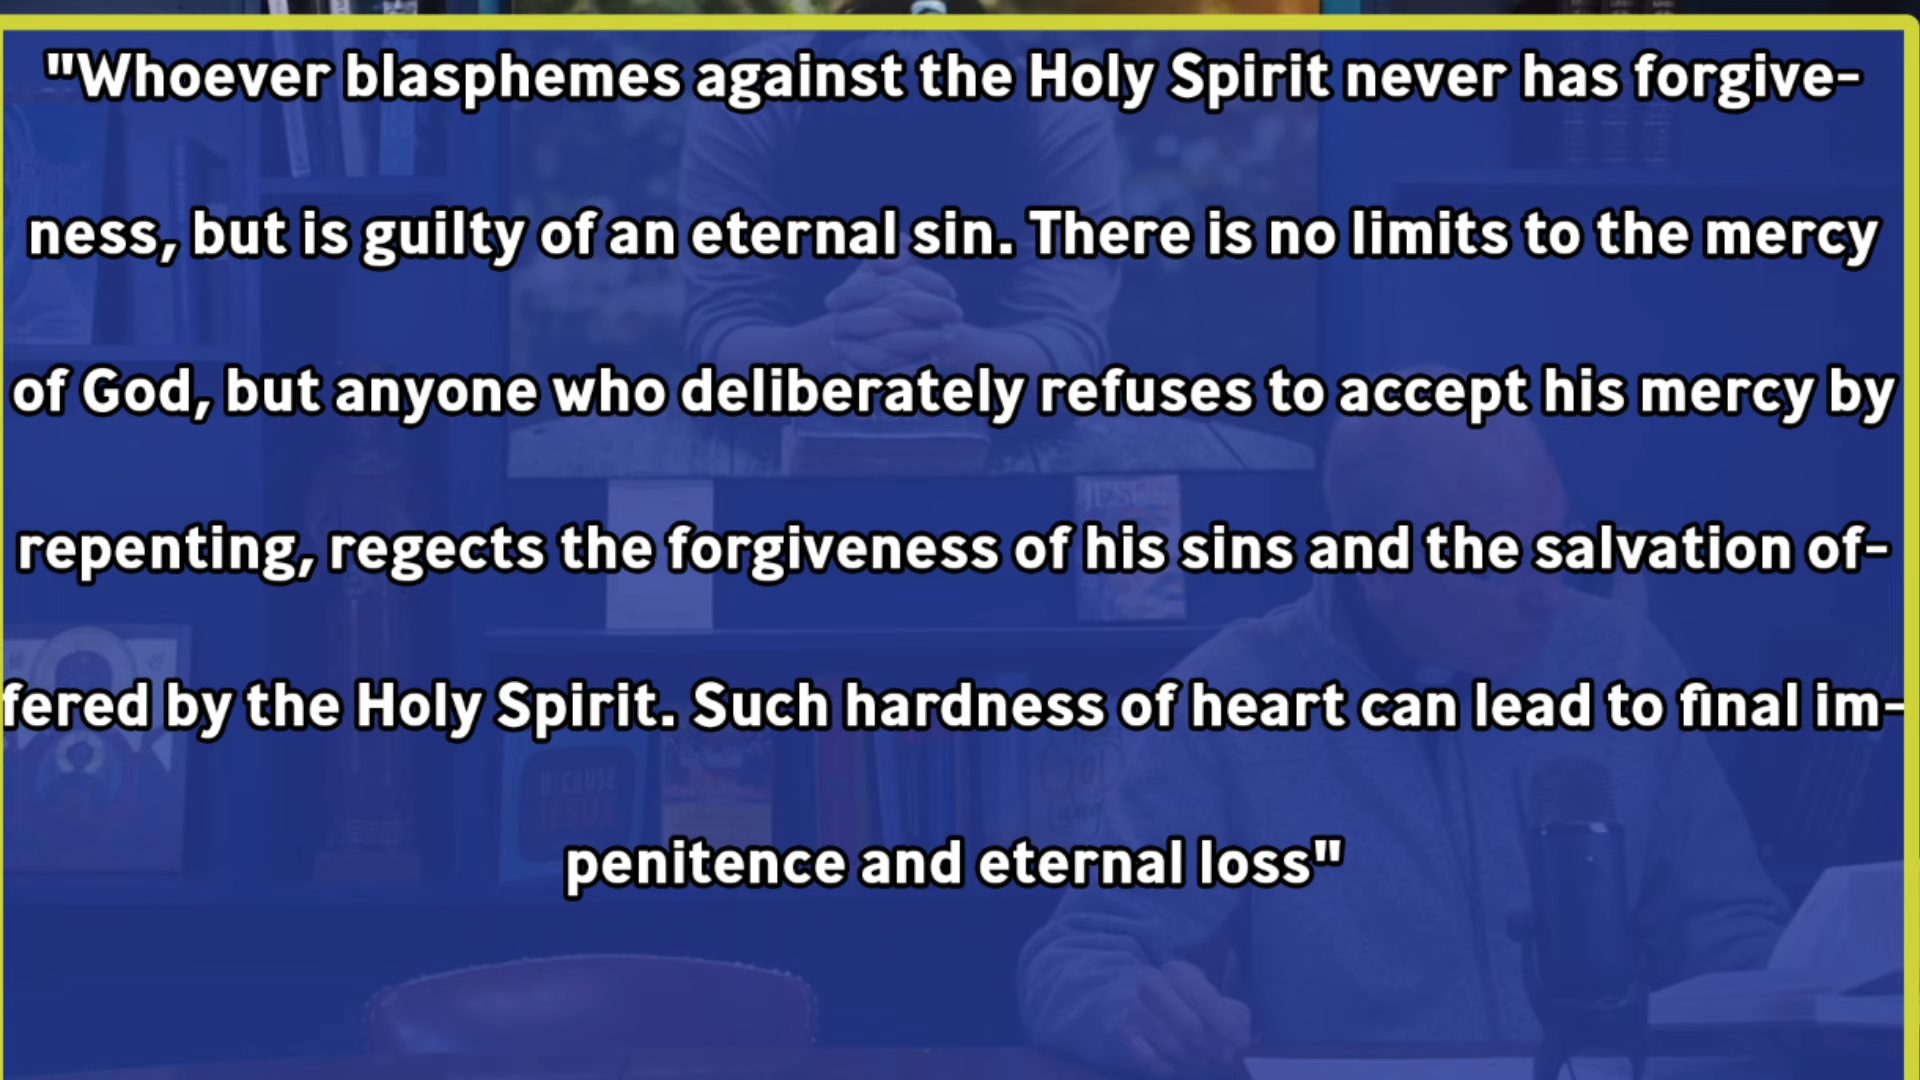 "Whoever blasphemes against the Holy Spirit never has forgive-
ness, but is guilty of an eternal sin. There is no limits to the mercy
of God, but anyone who deliberately refuses to accept his mercy by
repenting, regects the forgiveness of his sins and the salvation of-
fered by the Holy Spirit. Such hardness of heart can lead to final im-
penitence and eternal loss"
JESUS
BECAUSE
JESUS